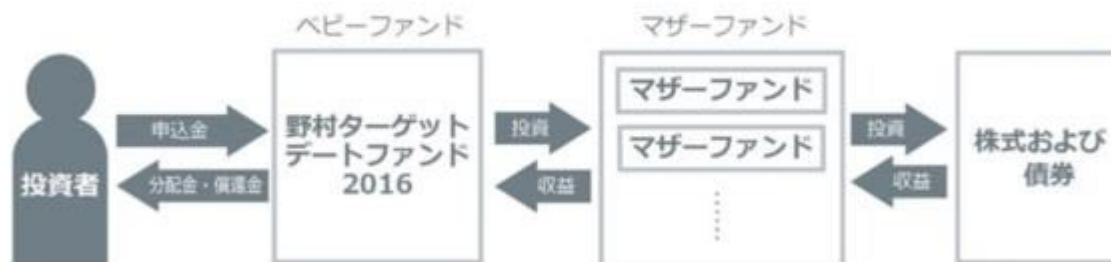 ベビーファンド
マザーファンド
投資者
申込金
分配金・償還金
野村ターゲット
デートファンド
2016
投資
収益
マザーファンド
マザーファンド
投資
収益
株式および
債券